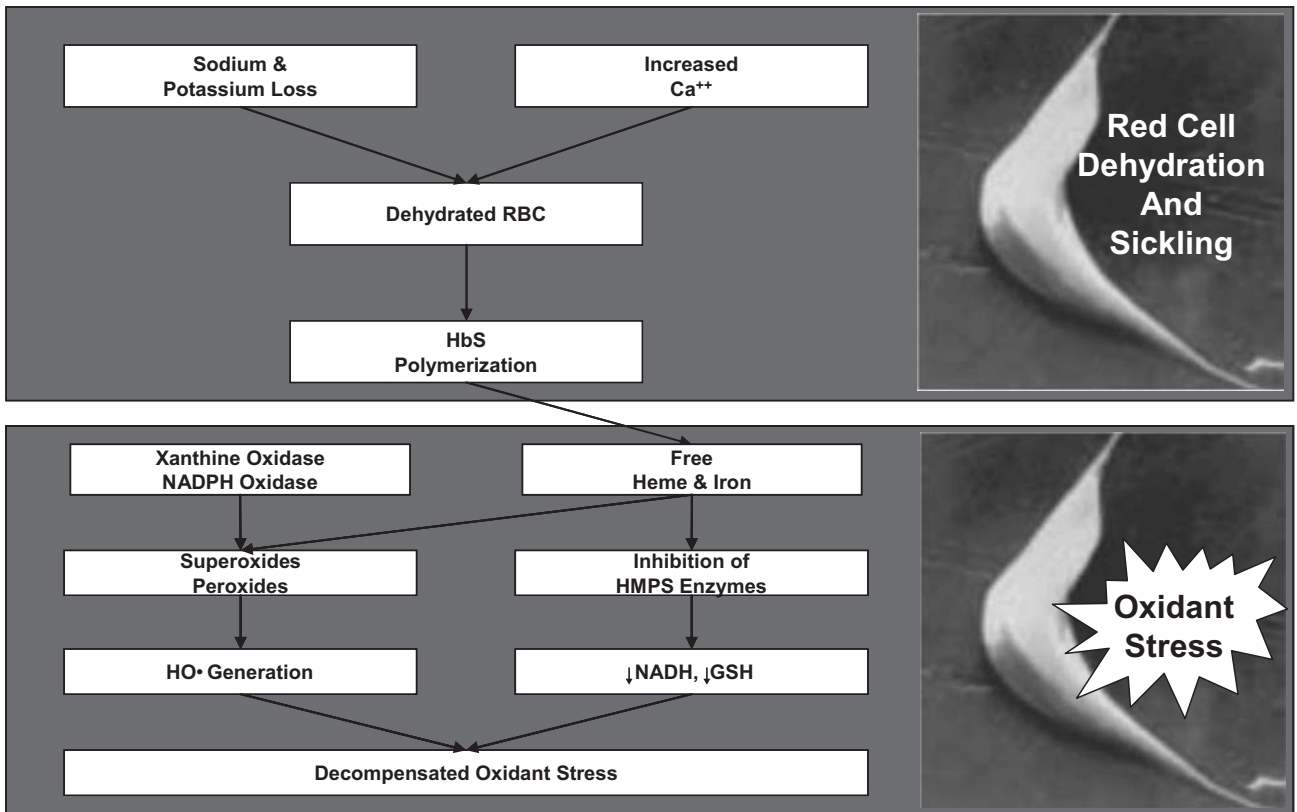 Sodium &
Potassium Loss
Increased
Ca⁺⁺
Dehydrated RBC
HbS
Polymerization
Red Cell
Dehydration
And
Sickling
Xanthine Oxidase
NADPH Oxidase
Free
Heme & Iron
Superoxides
Peroxides
Inhibition of
HMPS Enzymes
HO• Generation
↓NADH, ↓GSH
Decompensated Oxidant Stress
Oxidant
Stress